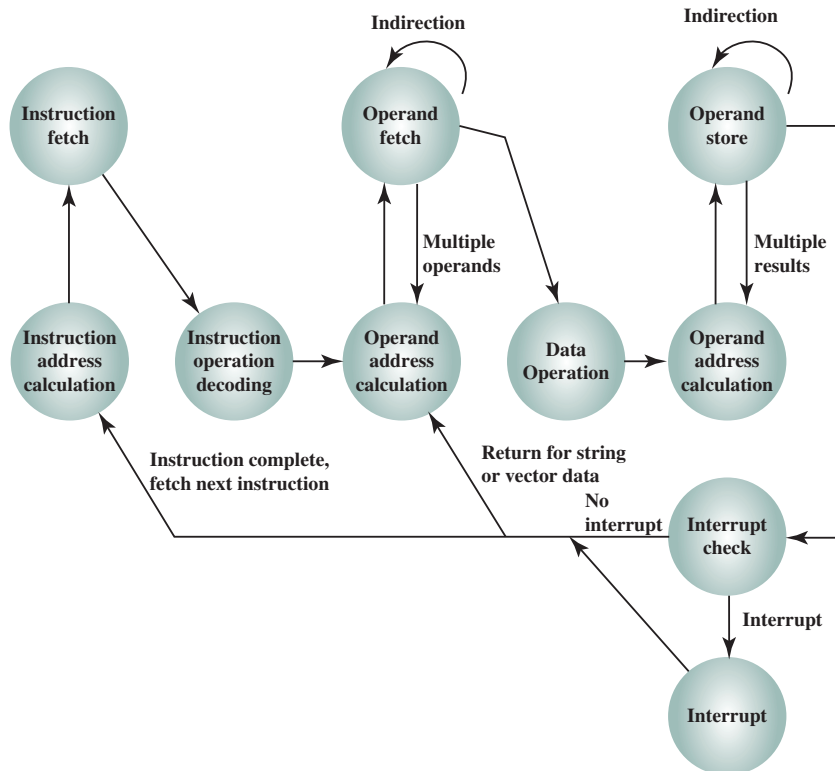 Indirection
Indirection
Instruction
fetch
Operand
fetch
Operand
store
Multiple
operands
Multiple
results
Instruction
address
calculation
Instruction
operation
decoding
Operand
address
calculation
Data
Operation
Operand
address
calculation
Instruction complete,
fetch next instruction
Return for string
or vector data
No
interrupt
Interrupt
check
Interrupt
Interrupt